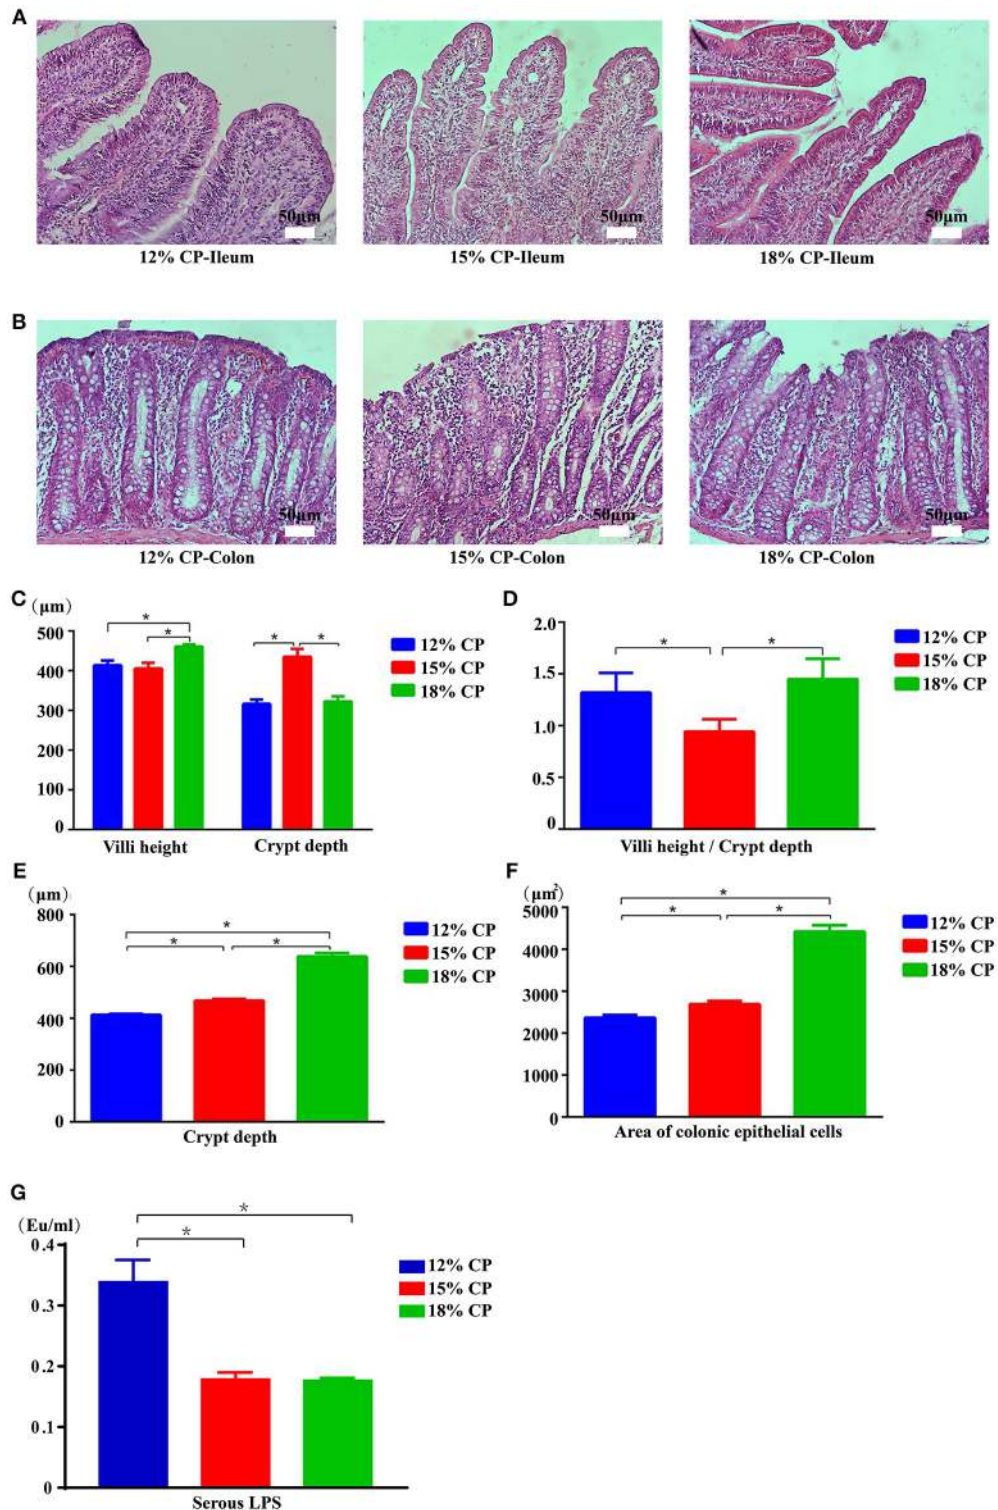 A
50μm
50μm
50μm
12% CP-Ileum
15% CP-Ileum
18% CP-Ileum
B
50μm
50μm
50μm
12% CP-Colon
15% CP-Colon
18% CP-Colon
C
(μm)
500
400
300
200
100
0
*
*
*
*
Villi height
Crypt depth
12% CP
15% CP
18% CP
D
2.0
1.5
1.0
0.5
0
*
*
Villi height / Crypt depth
12% CP
15% CP
18% CP
E
(μm)
800
600
400
200
0
*
*
*
Crypt depth
12% CP
15% CP
18% CP
F
(μm²)
5000
4000
3000
2000
1000
0
*
*
*
Area of colonic epithelial cells
12% CP
15% CP
18% CP
G
(Eu/ml)
0.4
0.3
0.2
0.1
0
*
*
Serous LPS
12% CP
15% CP
18% CP